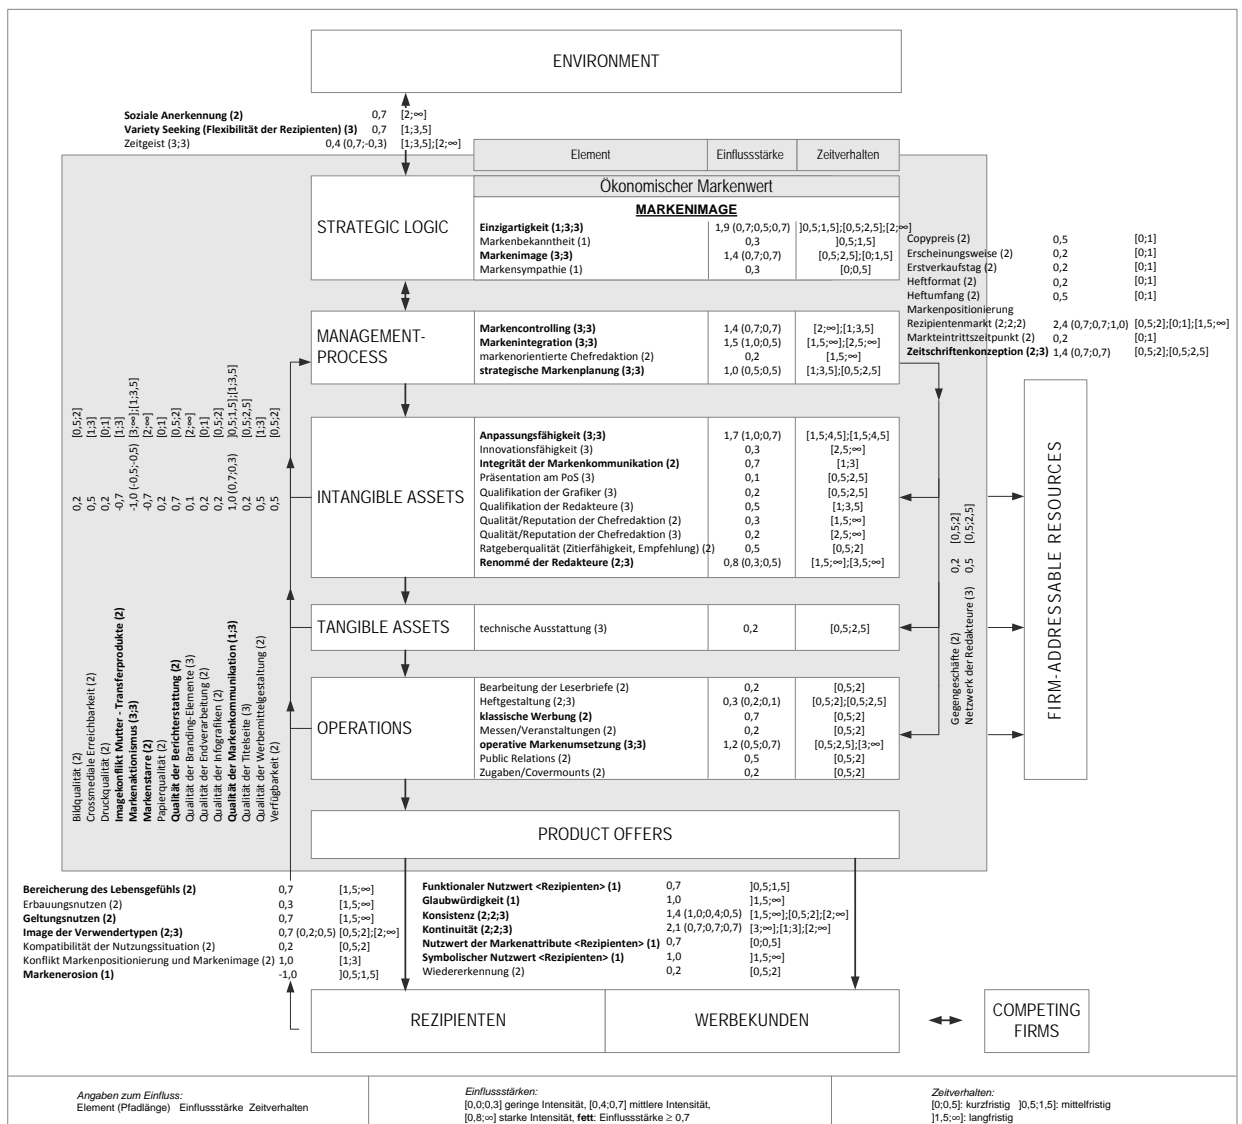 ENVIRONMENT
Soziale Anerkennung (2) 0,7 [2;∞]
Variety Seeking (Flexibilität der Rezipienten) (3) 0,7 [1;3,5]
Zeitgeist (3;3) 0,4 (0,7;-0,3) [1;3,5];[2;∞]
Element Einflussstärke Zeitverhalten
Ökonomischer Markenwert
STRATEGIC LOGIC
MARKENIMAGE
Einzigartigkeit (1;3;3) 1,9 (0,7;0,5;0,7) ]0,5;1,5];[0,5;2,5];[2;∞]
Markenbekanntheit (1) 0,3 ]0,5;1,5]
Markenimage (3;3) 1,4 (0,7;0,7) [0,5;2,5];[0,1;5]
Markensympathie (1) 0,3 [0;0,5]
Copypreis (2) 0,5 [0;1]
Erscheinungsweise (2) 0,2 [0;1]
Erstverkaufstag (2) 0,2 [0;1]
Heftformat (2) 0,2 [0;1]
Heftumfang (2) 0,5 [0;1]
Markenpositionierung
Rezipientenmarkt (2;2;2) 2,4 (0,7;0,7;1,0) [0,5;2];[0;1];[1,5;∞]
Markteintrittszeitpunkt (2) 0,2 [0;1]
Zeitschriftenkonzeption (2;3) 1,4 (0,7;0,7) [0,5;2];[0,5;2,5]
MANAGEMENT-
PROCESS
Markencontrolling (3;3) 1,4 (0,7;0,7) [2;∞];[1;3,5]
Markenintegration (3;3) 1,5 (1,0;0,5) [1,5;∞];[2,5;∞]
markenorientierte Chefredaktion (2) 0,2 [1,5;∞]
strategische Markenplanung (3;3) 1,0 (0,5;0,5) [1;3,5];[0,5;2,5]
INTANGIBLE ASSETS
Anpassungsfähigkeit (3;3) 1,7 (1,0;0,7) [1,5;4,5];[1,5;4,5]
Innovationsfähigkeit (3) 0,3 [2,5;∞]
Integrität der Markenkommunikation (2) 0,7 [1;3]
Präsentation am PoS (3) 0,1 [0,5;2,5]
Qualifikation der Grafiker (3) 0,2 [0,5;2,5]
Qualifikation der Redakteure (3) 0,5 [1;3,5]
Qualität/Reputation der Chefredaktion (2) 0,3 [1,5;∞]
Qualität/Reputation der Chefredaktion (3) 0,2 [2,5;∞]
Ratgeberqualität (Zitierfähigkeit, Empfehlung) (2) 0,5 [0,5;2]
Renommé der Redakteure (2;3) 0,8 (0,3;0,5) [1,5;∞];[3,5;∞]
TANGIBLE ASSETS
technische Ausstattung (3) 0,2 [0,5;2,5]
OPERATIONS
Bearbeitung der Leserbriefe (2) 0,2 [0,5;2]
Heftgestaltung (2;3) 0,3 (0,2;0,1) [0,5;2];[0,5;2,5]
klassische Werbung (2) 0,7 [0,5;2]
Messen/Veranstaltungen (2) 0,2 [0,5;2]
operative Markenumsetzung (3;3) 1,2 (0,5;0,7) [0,5;2,5];[3;∞]
Public Relations (2) 0,5 [0,5;2]
Zugaben/Covermounts (2) 0,2 [0,5;2]
PRODUCT OFFERS
Bildqualität (2) 0,2 [0,5;2]
Crossmediale Erreichbarkeit (2) 0,5 [1;3]
Druckqualität (2) 0,2 [0;1]
Imagekonflikt Mutter - Transferprodukte (2) -0,7 [1;3]
Markenaktionismus (3;3) -1,0 (-0,5;-0,5) [3;∞];[1;3,5]
Markenstarre (2) -0,7 [2;∞]
Papierqualität (2) 0,2 [0;1]
Qualität der Berichterstattung (2) 0,7 [0,5;2]
Qualität der Branding-Elemente (3) 0,1 [2;∞]
Qualität der Endverarbeitung (2) 0,2 [0;1]
Qualität der Infografiken (2) 0,2 [0,5;2]
Qualität der Markenkommunikation (1;3) 1,0 (0,7;0,3) ]0,5;1,5];[1;3,5]
Qualität der Titelseite (3) 0,2 [0,5;2,5]
Qualität der Werbemittelgestaltung (2) 0,5 [1;3]
Verfügbarkeit (2) 0,5 [0,5;2]
Gegengeschäfte (2) 0,2 [0,5;2]
Netzwerk der Redakteure (3) 0,5 [0,5;2,5]
FIRM-ADDRESSABLE RESOURCES
Bereicherung des Lebensgefühls (2) 0,7 [1,5;∞]
Erbauungsnutzen (2) 0,3 [1,5;∞]
Geltungsnutzen (2) 0,7 [1,5;∞]
Image der Verwendertypen (2;3) 0,7 (0,2;0,5) [0,5;2];[2;∞]
Kompatibilität der Nutzungssituation (2) 0,2 [0,5;2]
Konflikt Markenpositionierung und Markenimage (2) 1,0 [1;3]
Markenerosion (1) -1,0 ]0,5;1,5]
Funktionaler Nutzwert <Rezipienten> (1) 0,7 ]0,5;1,5]
Glaubwürdigkeit (1) 1,0 ]1,5;∞]
Konsistenz (2;2;3) 1,4 (1,0;0,4;0,5) [1,5;∞];[0,5;2];[2;∞]
Kontinuität (2;2;3) 2,1 (0,7;0,7;0,7) [3;∞];[1;3];[2;∞]
Nutzwert der Markenattribute <Rezipienten> (1) 0,7 [0;0,5]
Symbolischer Nutzwert <Rezipienten> (1) 1,0 ]1,5;∞]
Wiedererkennung (2) 0,2 [0,5;2]
REZIPIENTEN
WERBEKUNDEN
COMPETING
FIRMS
Angaben zum Einfluss:
Element (Pfadlänge) Einflussstärke Zeitverhalten
Einflussstärken:
[0,0;0,3] geringe Intensität, [0,4;0,7] mittlere Intensität,
[0,8;∞] starke Intensität, fett: Einflussstärke ≥ 0,7
Zeitverhalten:
[0;0,5]: kurzfristig ]0,5;1,5]: mittelfristig
]1,5;∞]: langfristig